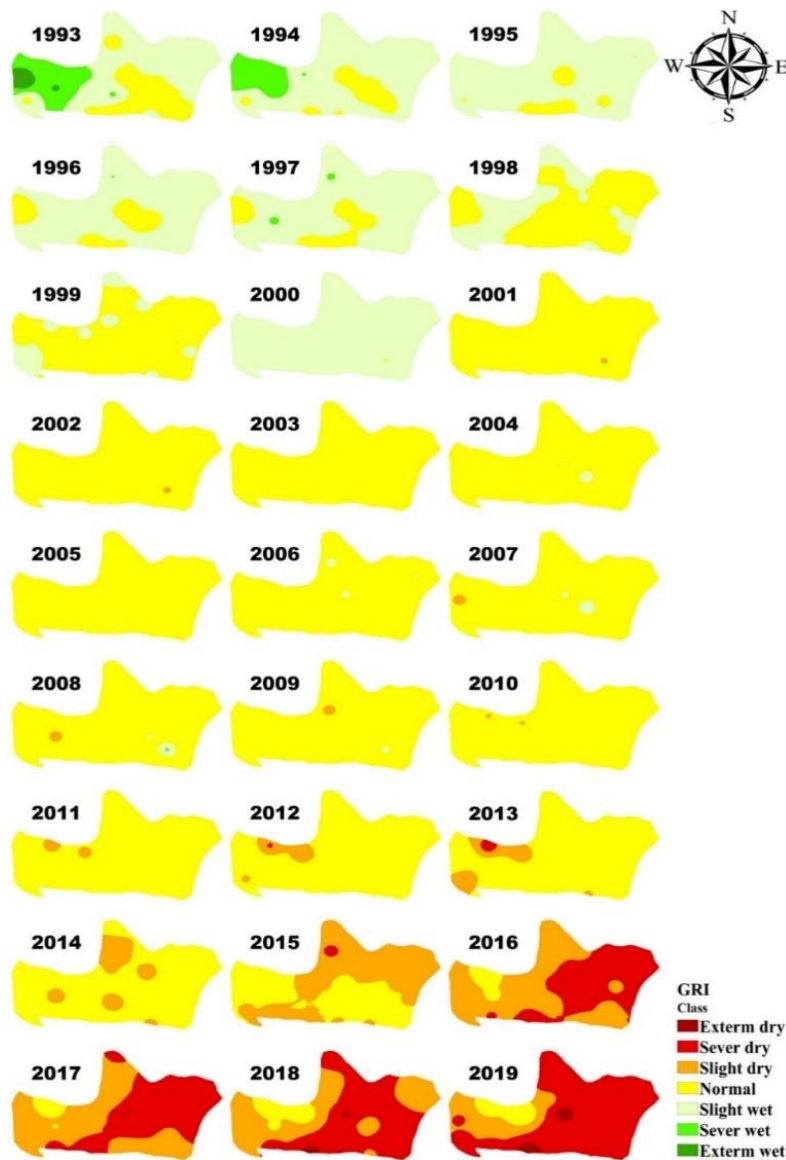 1993 1994 1995
N
W E
S
1996 1997 1998
1999 2000 2001
2002 2003 2004
2005 2006 2007
2008 2009 2010
2011 2012 2013
2014 2015 2016
2017 2018 2019
GRI
Class
Exterm dry
Sever dry
Slight dry
Normal
Slight wet
Sever wet
Exterm wet